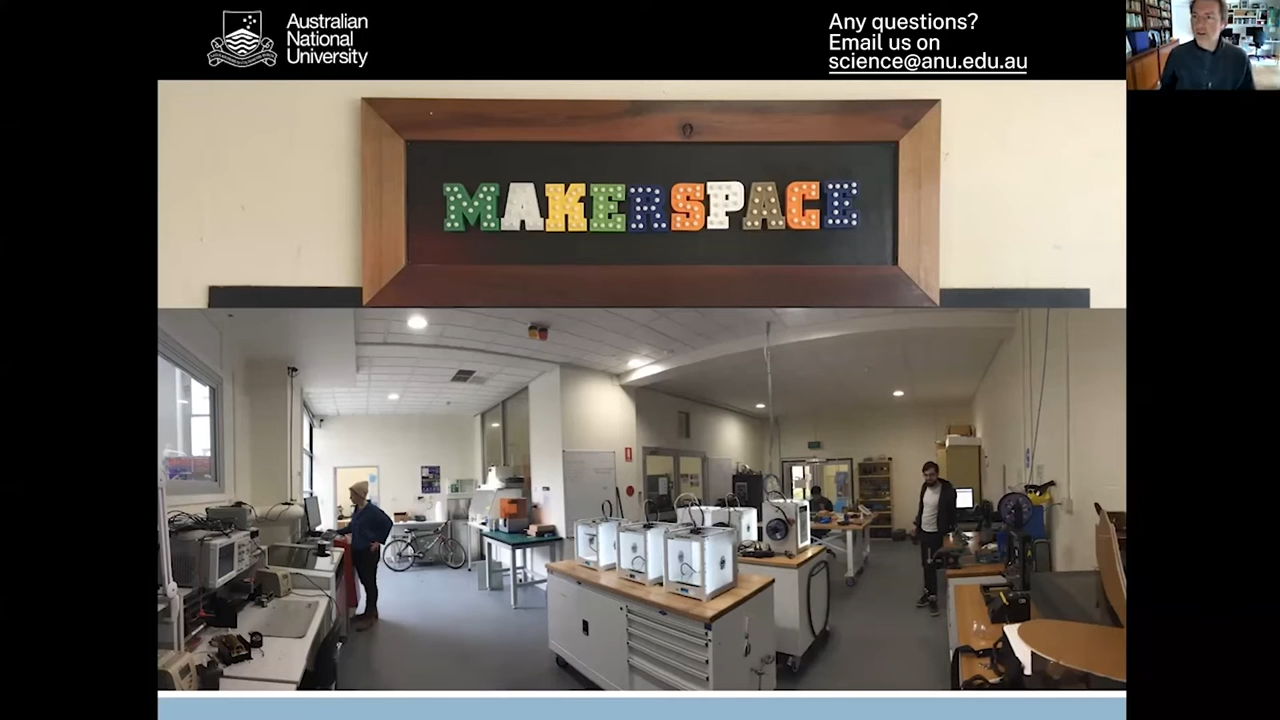 Australian
National
University
Any questions?
Email us on
science@anu.edu.au
MAKERSPACE